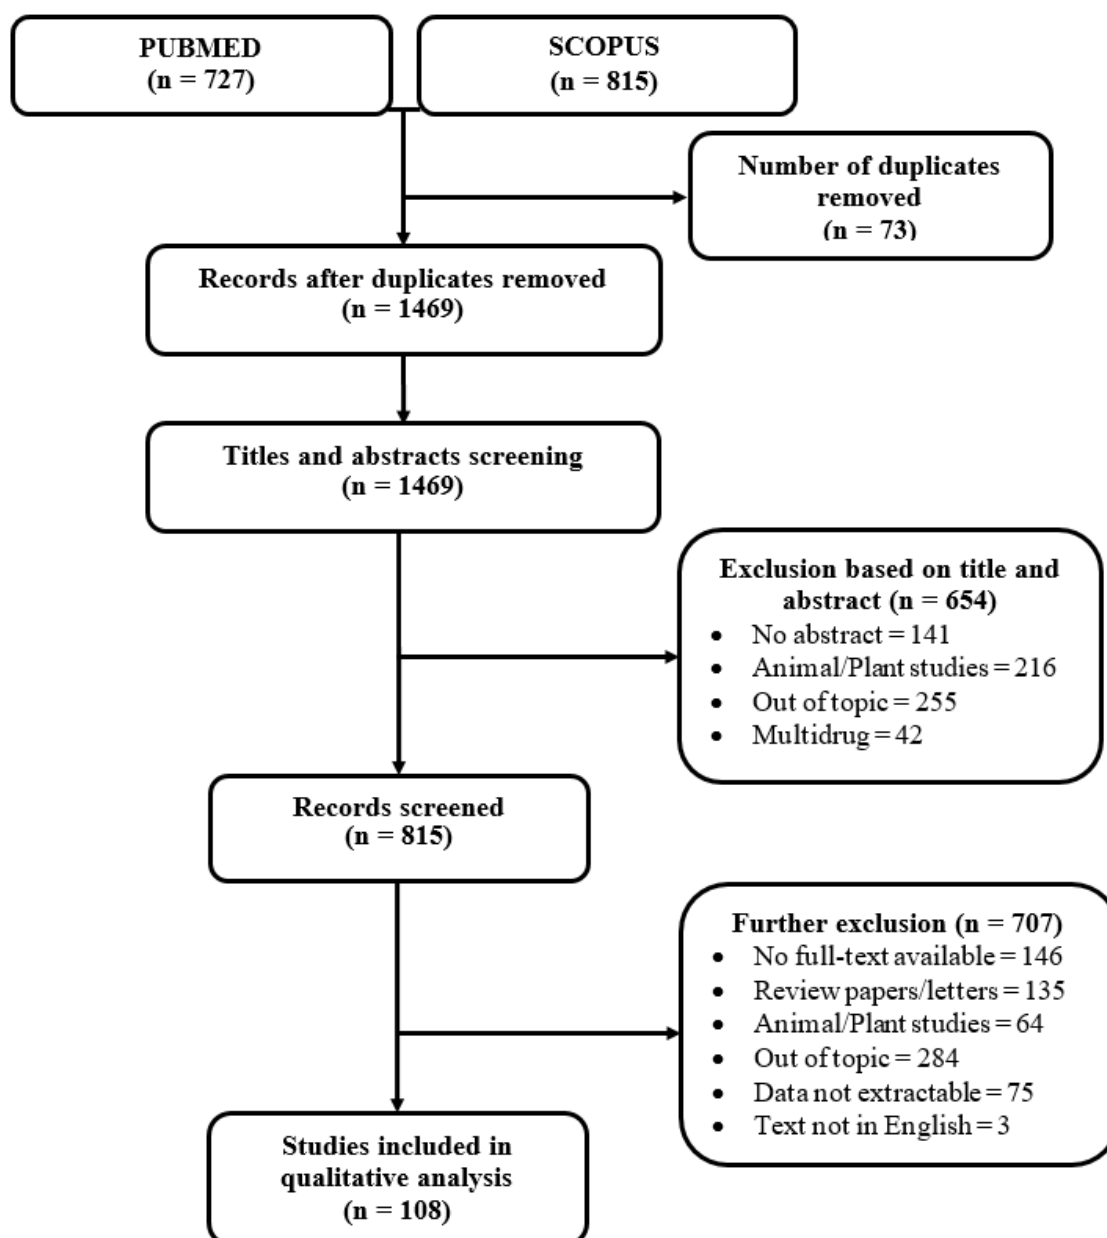 PUBMED
(n = 727)
SCOPUS
(n = 815)
Number of duplicates
removed
(n = 73)
Records after duplicates removed
(n = 1469)
Titles and abstracts screening
(n = 1469)
Exclusion based on title and
abstract (n = 654)
• No abstract = 141
• Animal/Plant studies = 216
• Out of topic = 255
• Multidrug = 42
Records screened
(n = 815)
Further exclusion (n = 707)
• No full-text available = 146
• Review papers/letters = 135
• Animal/Plant studies = 64
• Out of topic = 284
• Data not extractable = 75
• Text not in English = 3
Studies included in
qualitative analysis
(n = 108)